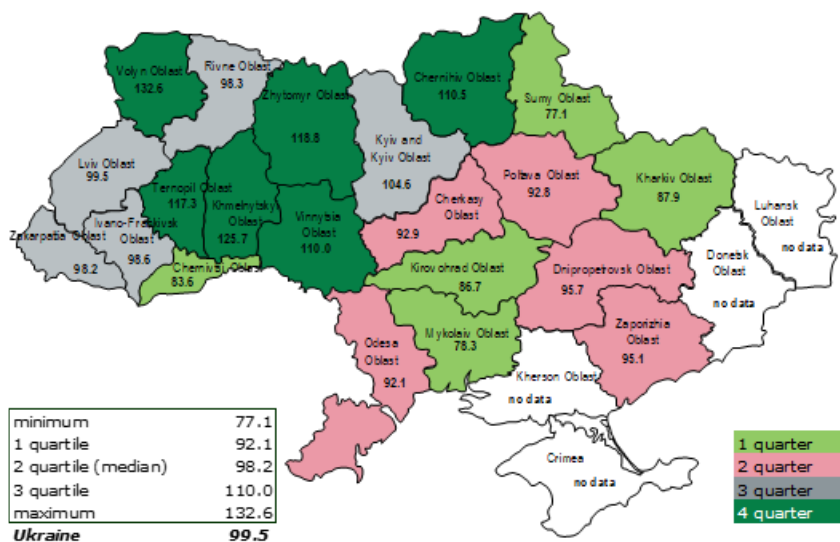 Volyn Oblast
132.6
Rivne Oblast
98.3
Zhytomyr Oblast
118.8
Chernihiv Oblast
110.5
Sumy Oblast
77.1
Kyiv and
Kyiv Oblast
104.6
Lviv Oblast
99.5
Ternopil Oblast
117.3
Khmelnytsky
Oblast
125.7
Vinnytsia Oblast
110.0
Cherkasy
Oblast
92.9
Poltava Oblast
92.8
Kharkiv Oblast
87.9
Luhansk
Oblast
no data
Zakarpattia Oblast
98.2
Ivano-Frankivsk
Oblast
98.6
Chernivtsi Oblast
83.6
Kirovohrad Oblast
86.7
Dnipropetrovsk Oblast
95.7
Donetsk
Oblast
no data
Odesa
Oblast
92.1
Mykolaiv Oblast
78.3
Zaporizhia
Oblast
95.1
Kherson Oblast
no data
Crimea
no data
minimum 77.1
1 quartile 92.1
2 quartile (median) 98.2
3 quartile 110.0
maximum 132.6
Ukraine 99.5
1 quarter
2 quarter
3 quarter
4 quarter